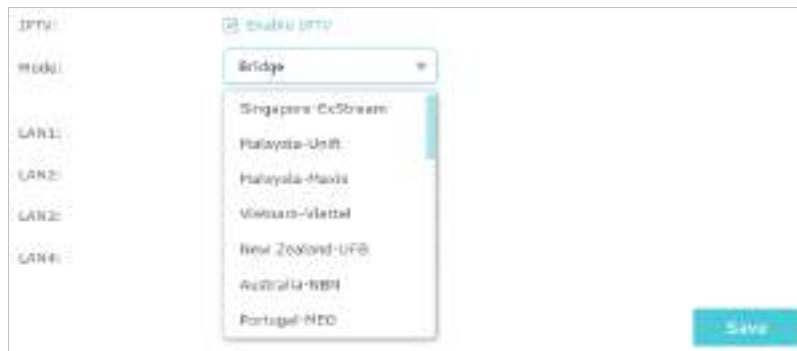 IPTV:
Enable IPTV
Mode:
Bridge
Singapore-ExStream
LAN1:
Malaysia-Unifi
LAN2:
Malaysia-Maxis
LAN3:
Vietnam-Viettel
New Zealand-UFB
LAN4:
Australia-NBN
Portugal-MEO
Save